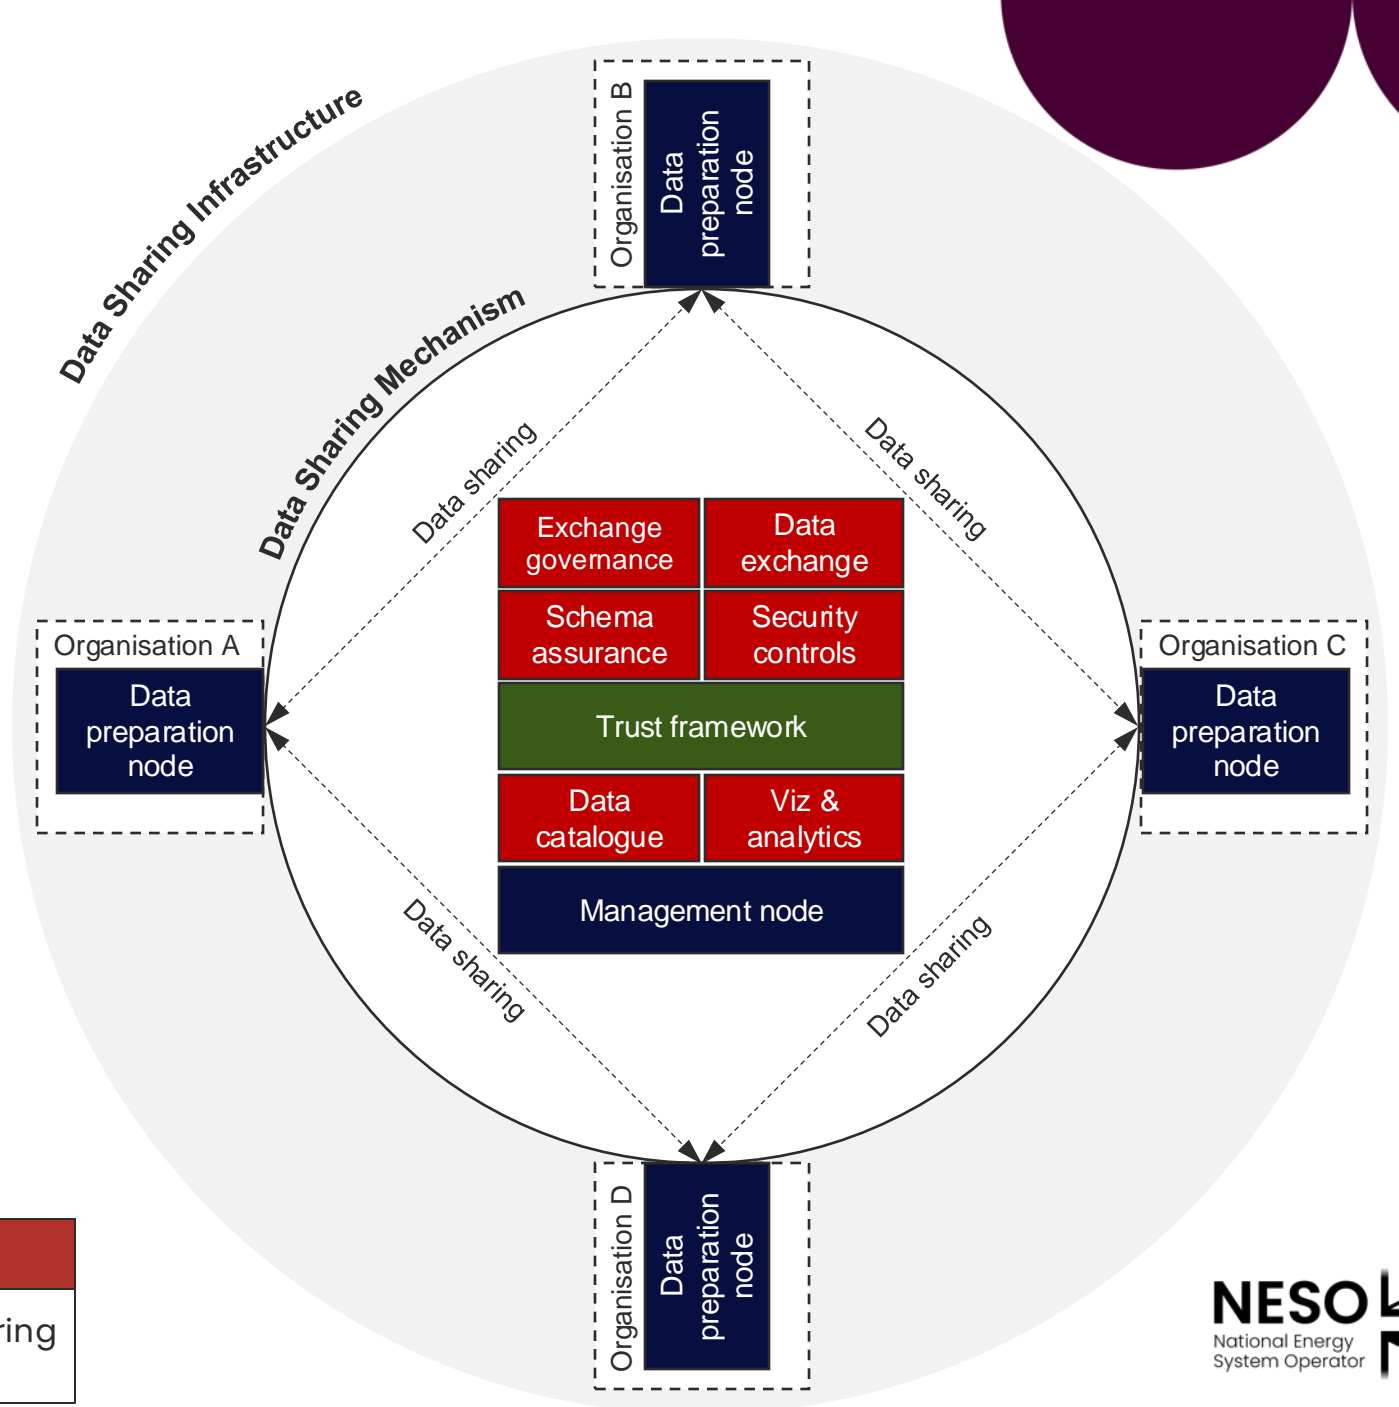 Data Sharing Infrastructure
Data Sharing Mechanism
Organisation B
Data
preparation
node
Data sharing
Data sharing
Exchange
governance
Data
exchange
Schema
assurance
Security
controls
Trust framework
Data
catalogue
Viz &
analytics
Management node
Organisation A
Data
preparation
node
Organisation C
Data
preparation
node
Data sharing
Data sharing
Organisation D
Data
preparation
node
NESO
National Energy
System Operator